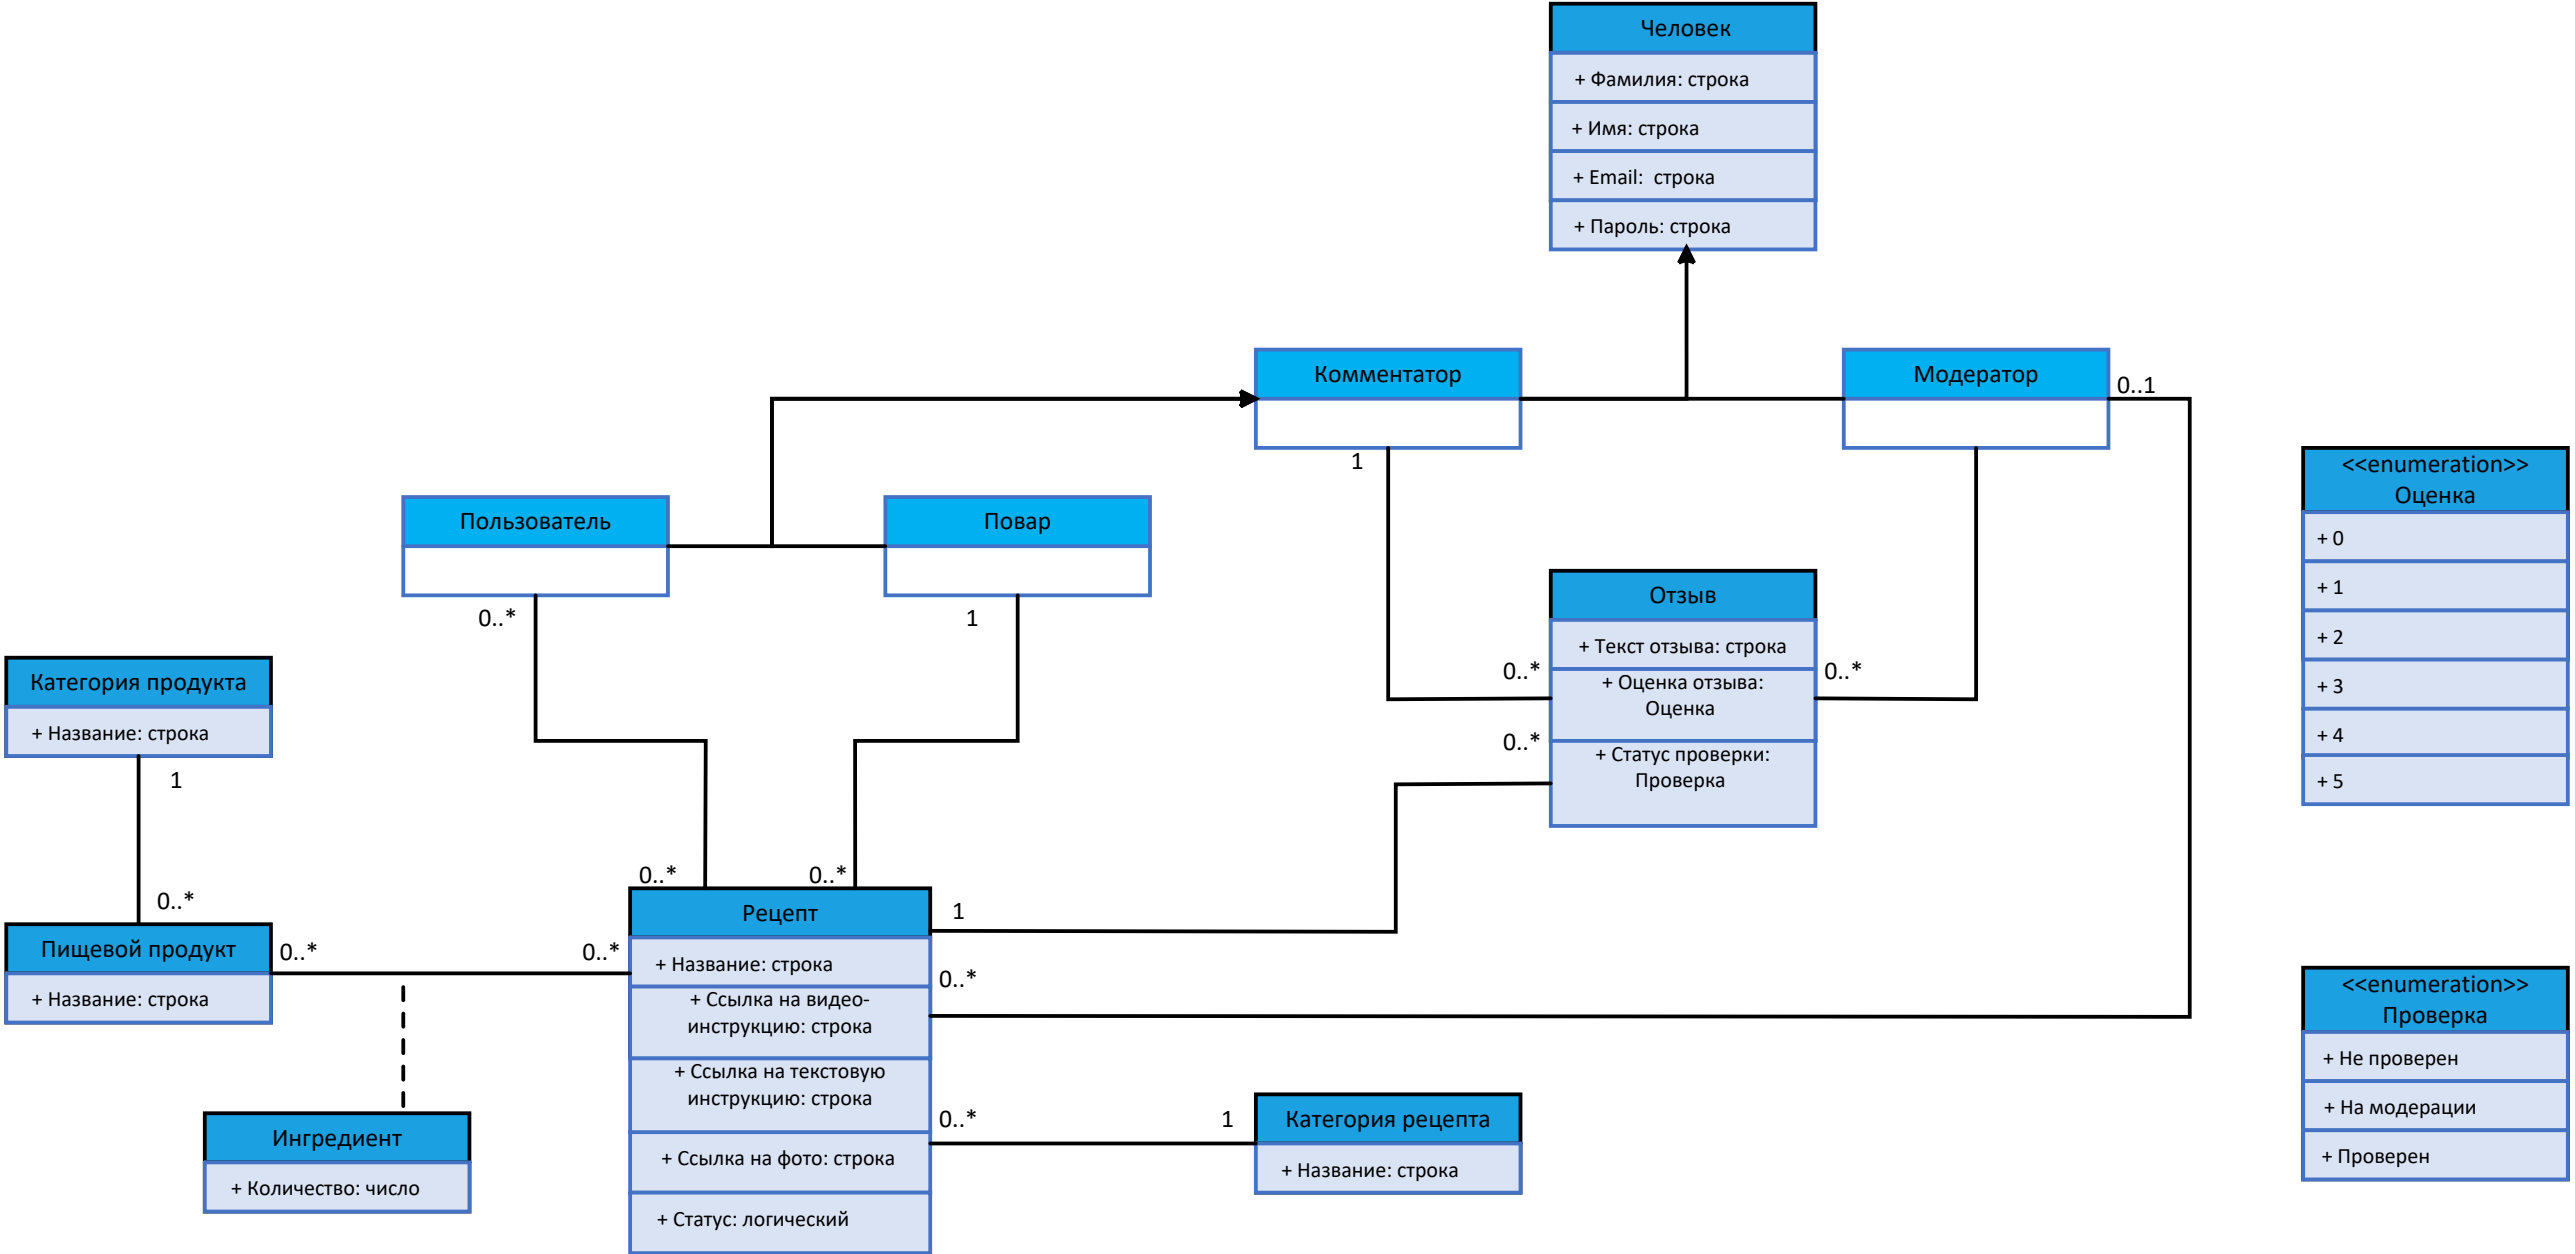 Человек
+ Фамилия: строка
+ Имя: строка
+ Email:  строка
+ Пароль: строка
Комментатор
Модератор
0..1
1
<<enumeration>>
Оценка
+ 0
+ 1
+ 2
+ 3
+ 4
+ 5
Пользователь
Повар
0..*
1
Отзыв
+ Текст отзыва: строка
+ Оценка отзыва:
Оценка
+ Статус проверки:
Проверка
0..*
0..*
0..*
Категория продукта
+ Название: строка
1
0..*
Пищевой продукт
+ Название: строка
0..*
0..*
0..*
0..*
Рецепт
+ Название: строка
+ Ссылка на видео-
инструкцию: строка
+ Ссылка на текстовую
инструкцию: строка
+ Ссылка на фото: строка
+ Статус: логический
1
0..*
0..*
1
Категория рецепта
+ Название: строка
Ингредиент
+ Количество: число
<<enumeration>>
Проверка
+ Не проверен
+ На модерации
+ Проверен